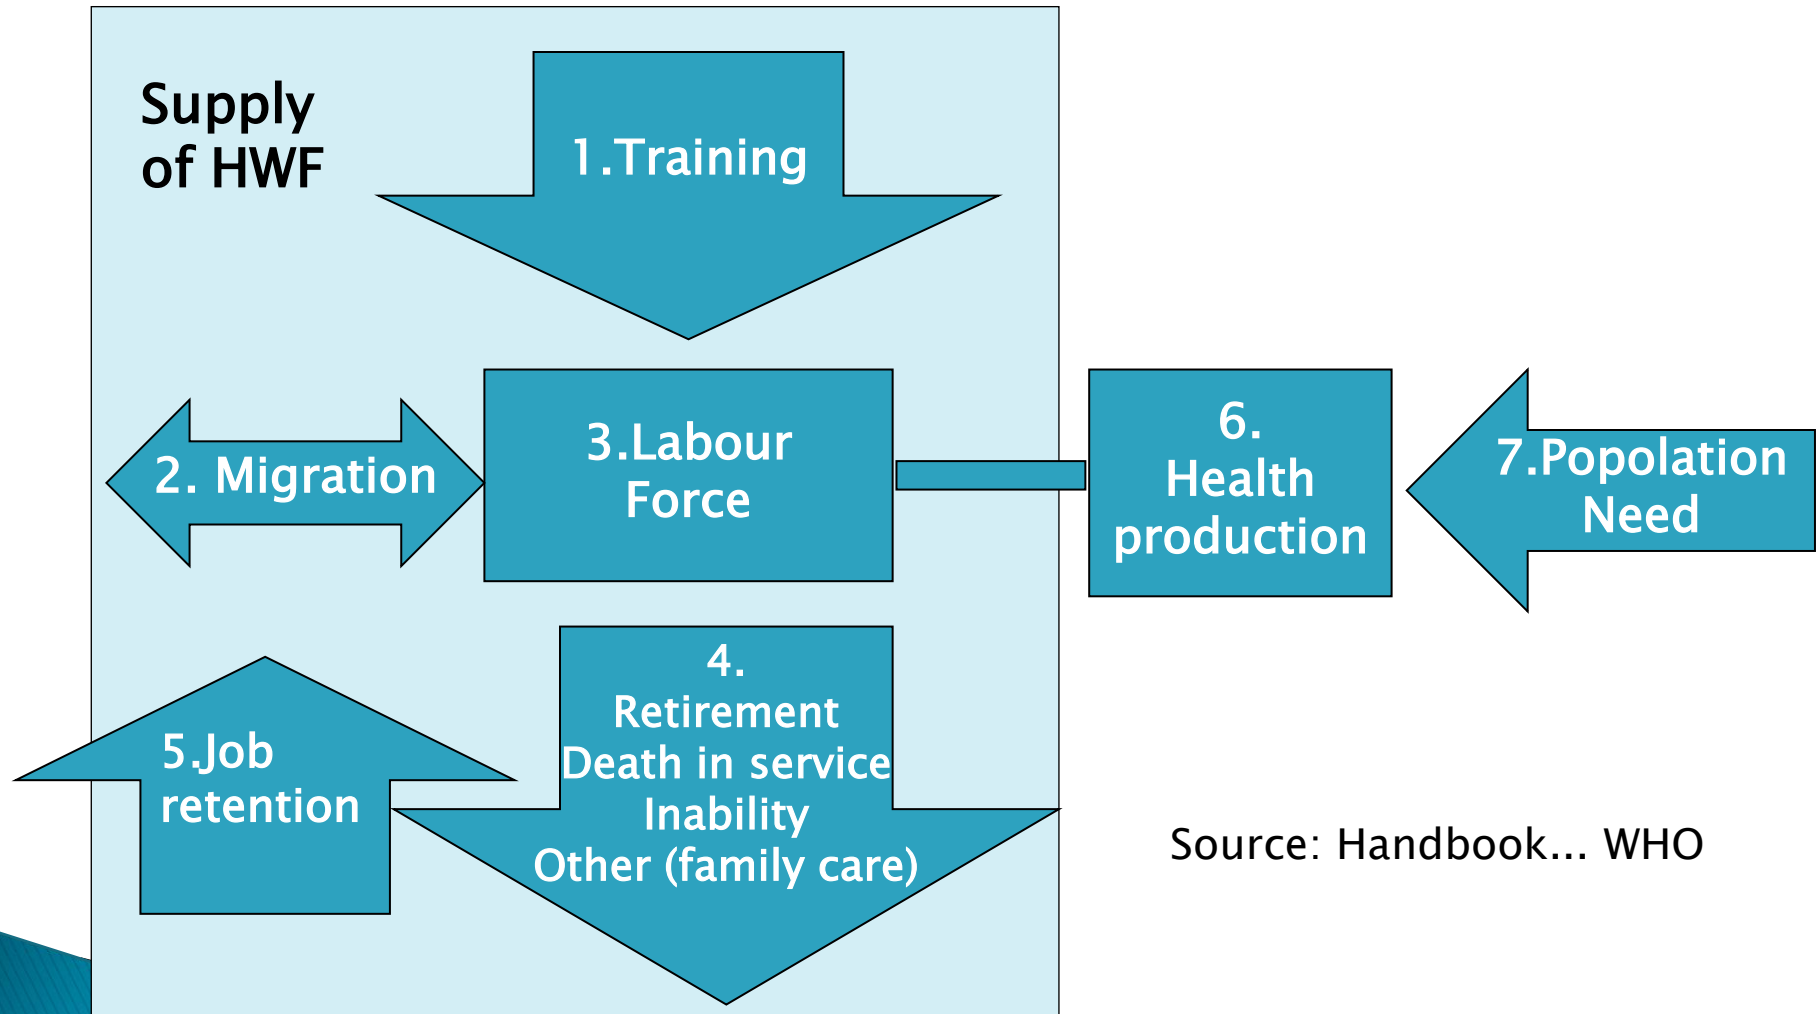 Supply
of HWF
1.Training
2. Migration
3.Labour
Force
6.
Health
production
7.Popolation
Need
4.
Retirement
Death in service
Inability
Other (family care)
5.Job
retention
Source: Handbook... WHO